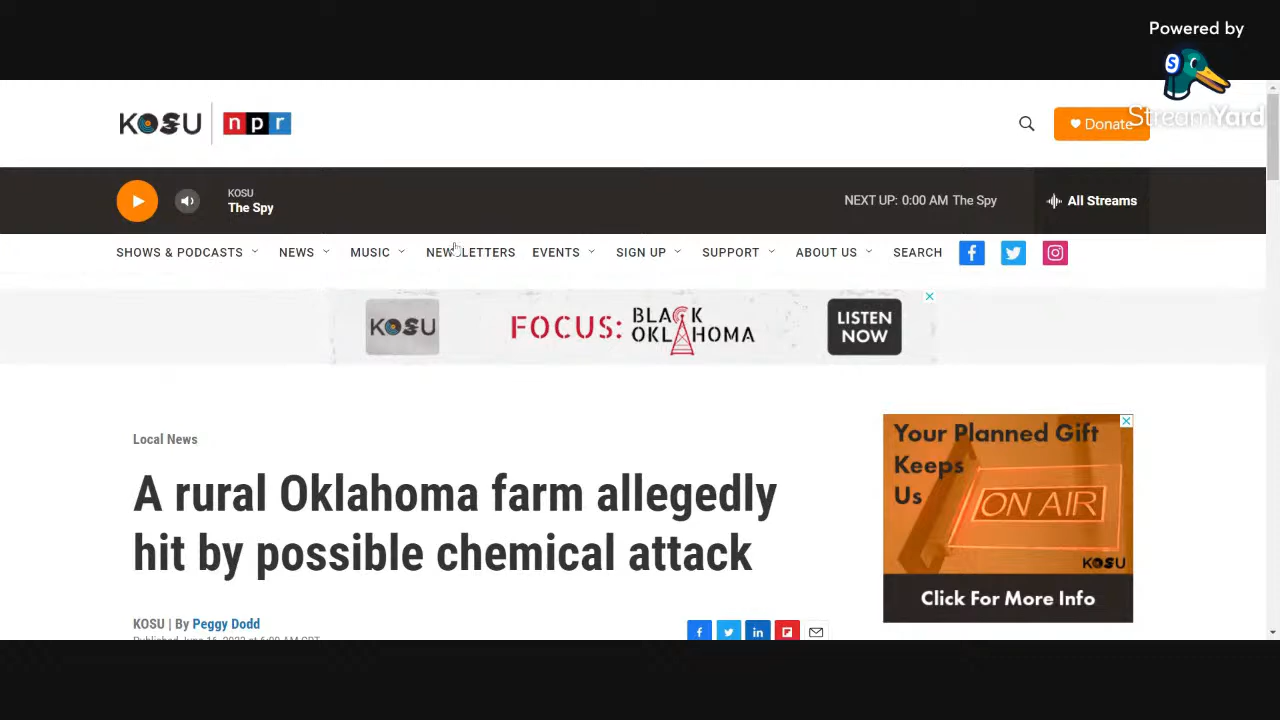 Powered by
S
StreamYard
KOSU
npr
Donate
KOSU
The Spy
NEXT UP: 0:00 AM The Spy
All Streams
SHOWS & PODCASTS
NEWS
MUSIC
NEWSLETTERS
EVENTS
SIGN UP
SUPPORT
ABOUT US
SEARCH
KOSU
FOCUS:
BLACK
OKLAHOMA
LISTEN
NOW
Local News
A rural Oklahoma farm allegedly
hit by possible chemical attack
KOSU | By Peggy Dodd
Your Planned Gift
Keeps
Us
ON AIR
KOSU
Click For More Info